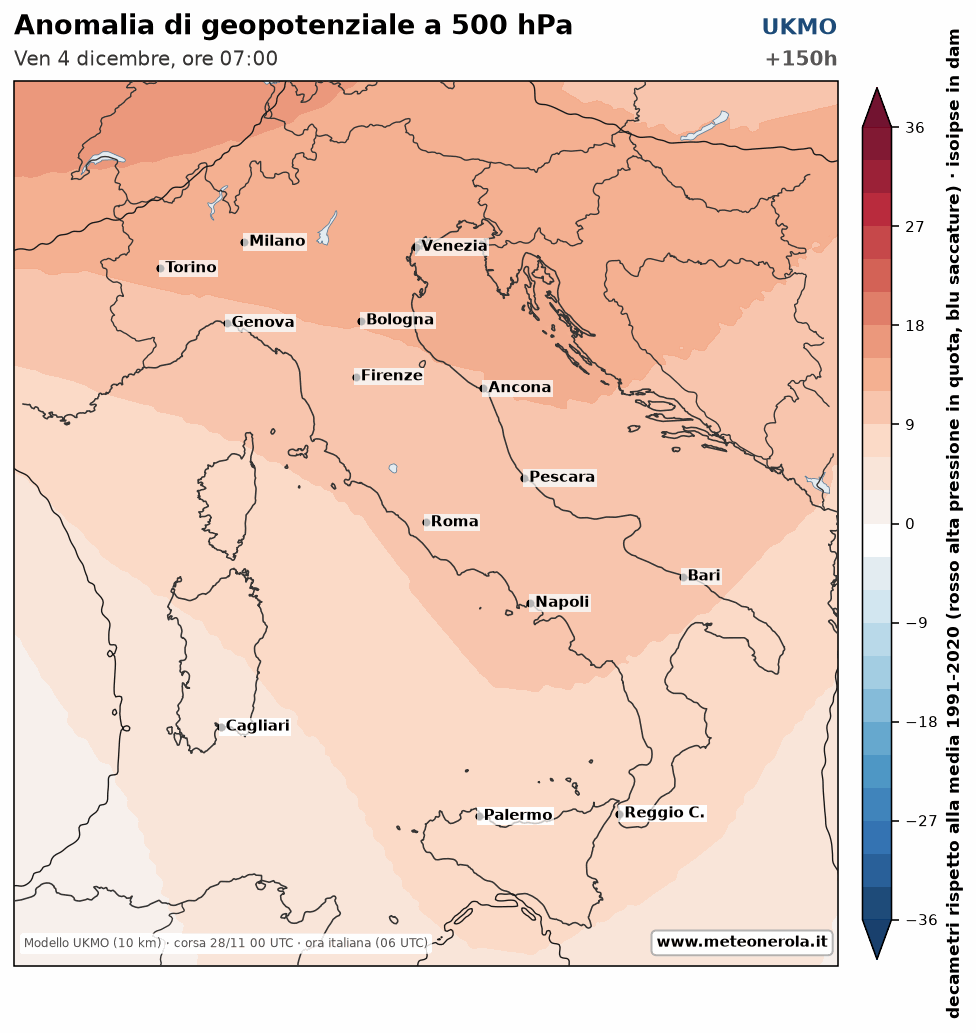 Anomalia di geopotenziale a 500 hPa
UKMO
Ven 4 dicembre, ore 07:00
+150h
Milano
Venezia
Torino
Genova
Bologna
Firenze
Ancona
Pescara
Roma
Bari
Napoli
Cagliari
Palermo
Reggio C.
Modello UKMO (10 km) · corsa 28/11 00 UTC · ora italiana (06 UTC)
www.meteonerola.it
36
27
18
9
0
−9
−18
−27
−36
decametri rispetto alla media 1991-2020 (rosso alta pressione in quota, blu saccature) · isoipse in dam